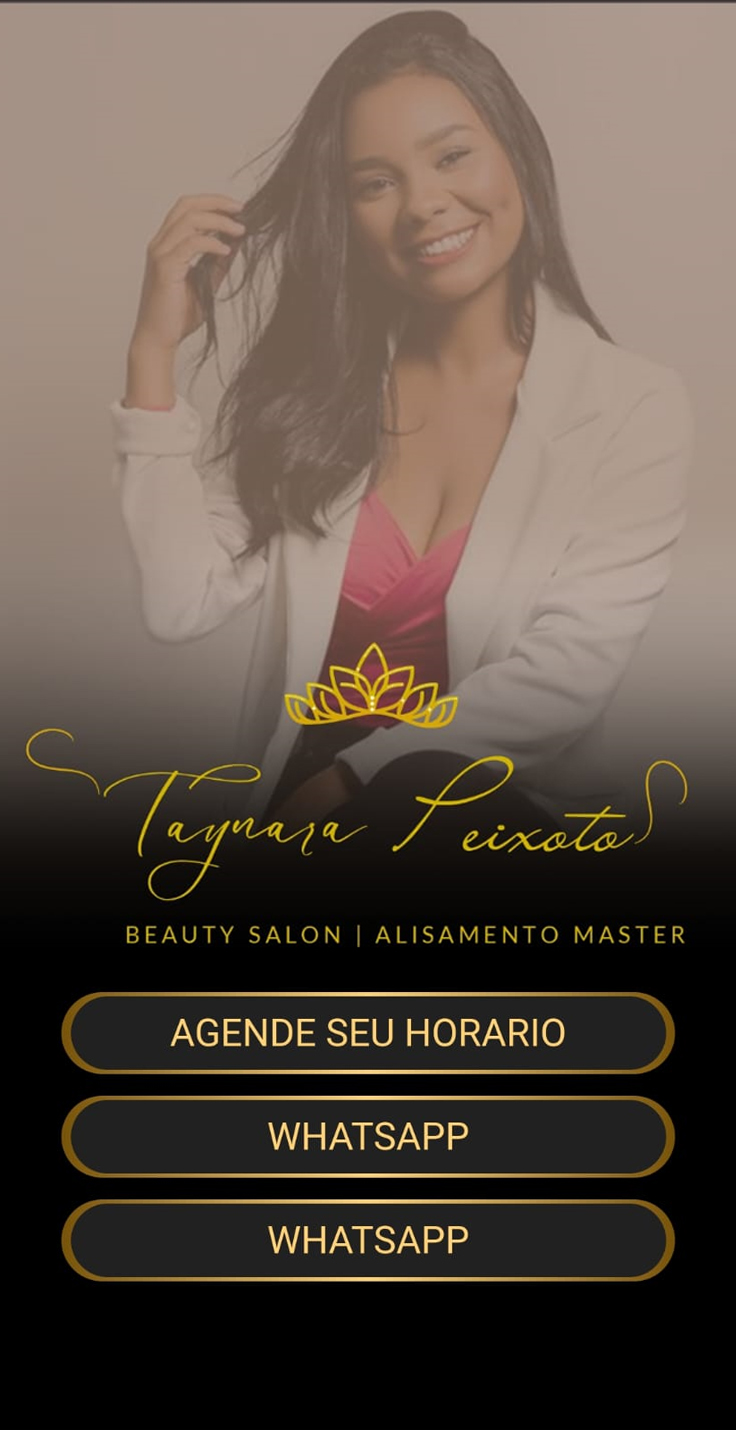 Taynara Peixoto
BEAUTY SALON | ALISAMENTO MASTER
AGENDE SEU HORARIO
WHATSAPP
WHATSAPP